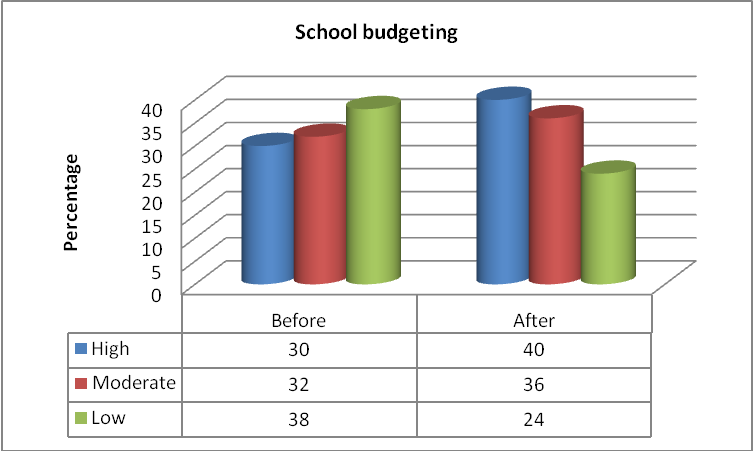 School budgeting
Percentage
40
35
30
25
20
15
10
5
0
Before After
High 30 40
Moderate 32 36
Low 38 24